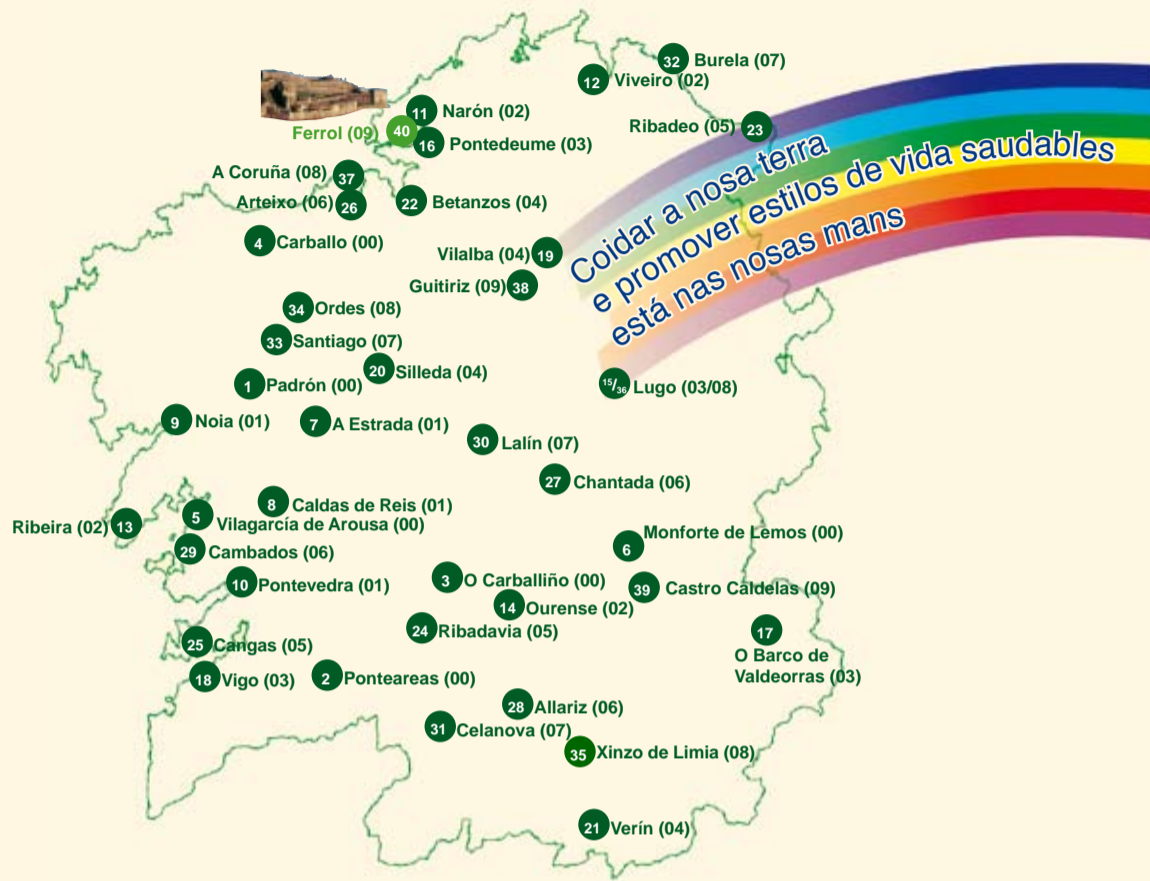 32 Burela (07)
12 Viveiro (02)
11 Narón (02)
Ferrol (09) 40
Ribadeo (05) 23
16 Pontedeume (03)
A Coruña (08) 37
Arteixo (06) 26
22 Betanzos (04)
4 Carballo (00)
Vilalba (04) 19
Guitiriz (09) 38
Coidar a nosa terra
e promover estilos de vida saudables
está nas nosas mans
34 Ordes (08)
33 Santiago (07)
20 Silleda (04)
1 Padrón (00)
15/36 Lugo (03/08)
9 Noia (01)
7 A Estrada (01)
30 Lalín (07)
27 Chantada (06)
8 Caldas de Reis (01)
Ribeira (02) 13
5 Vilagarcía de Arousa (00)
Monforte de Lemos (00)
6
29 Cambados (06)
10 Pontevedra (01)
3 O Carballiño (00)
39 Castro Caldelas (09)
14 Ourense (02)
24 Ribadavia (05)
17
O Barco de
Valdeorras (03)
25 Cangas (05)
18 Vigo (03)
2 Ponteareas (00)
28 Allariz (06)
31 Celanova (07)
35 Xinzo de Limia (08)
21 Verín (04)